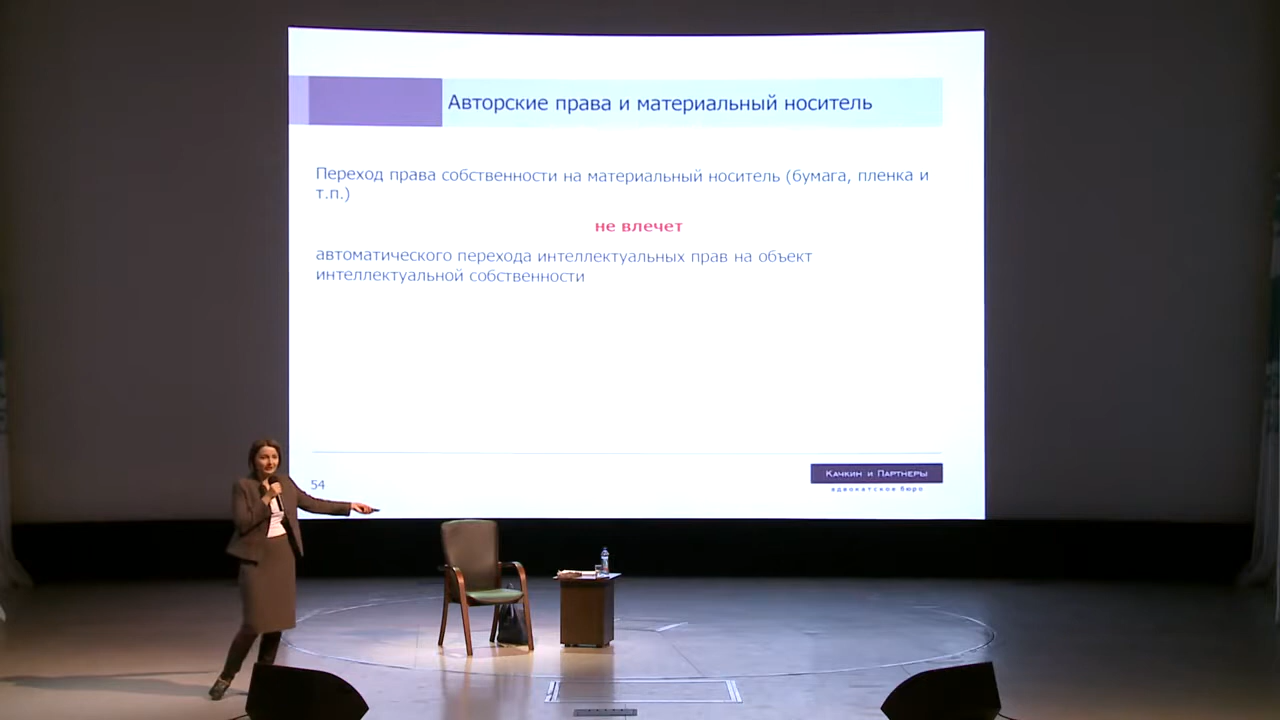 Авторские права и материальный носитель
Переход права собственности на материальный носитель (бумага, пленка и
т.п.)
не влечет
автоматического перехода интеллектуальных прав на объект
интеллектуальной собственности
54
Качкин и Партнеры
адвокатское бюро